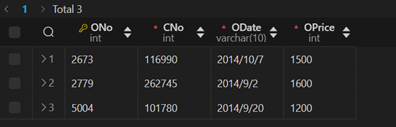 1 Total 3
ONo CNo ODate OPrice
int int varchar(10) int
1 2673 116990 2014/10/7 1500
2 2779 262745 2014/9/2 1600
3 5004 101780 2014/9/20 1200